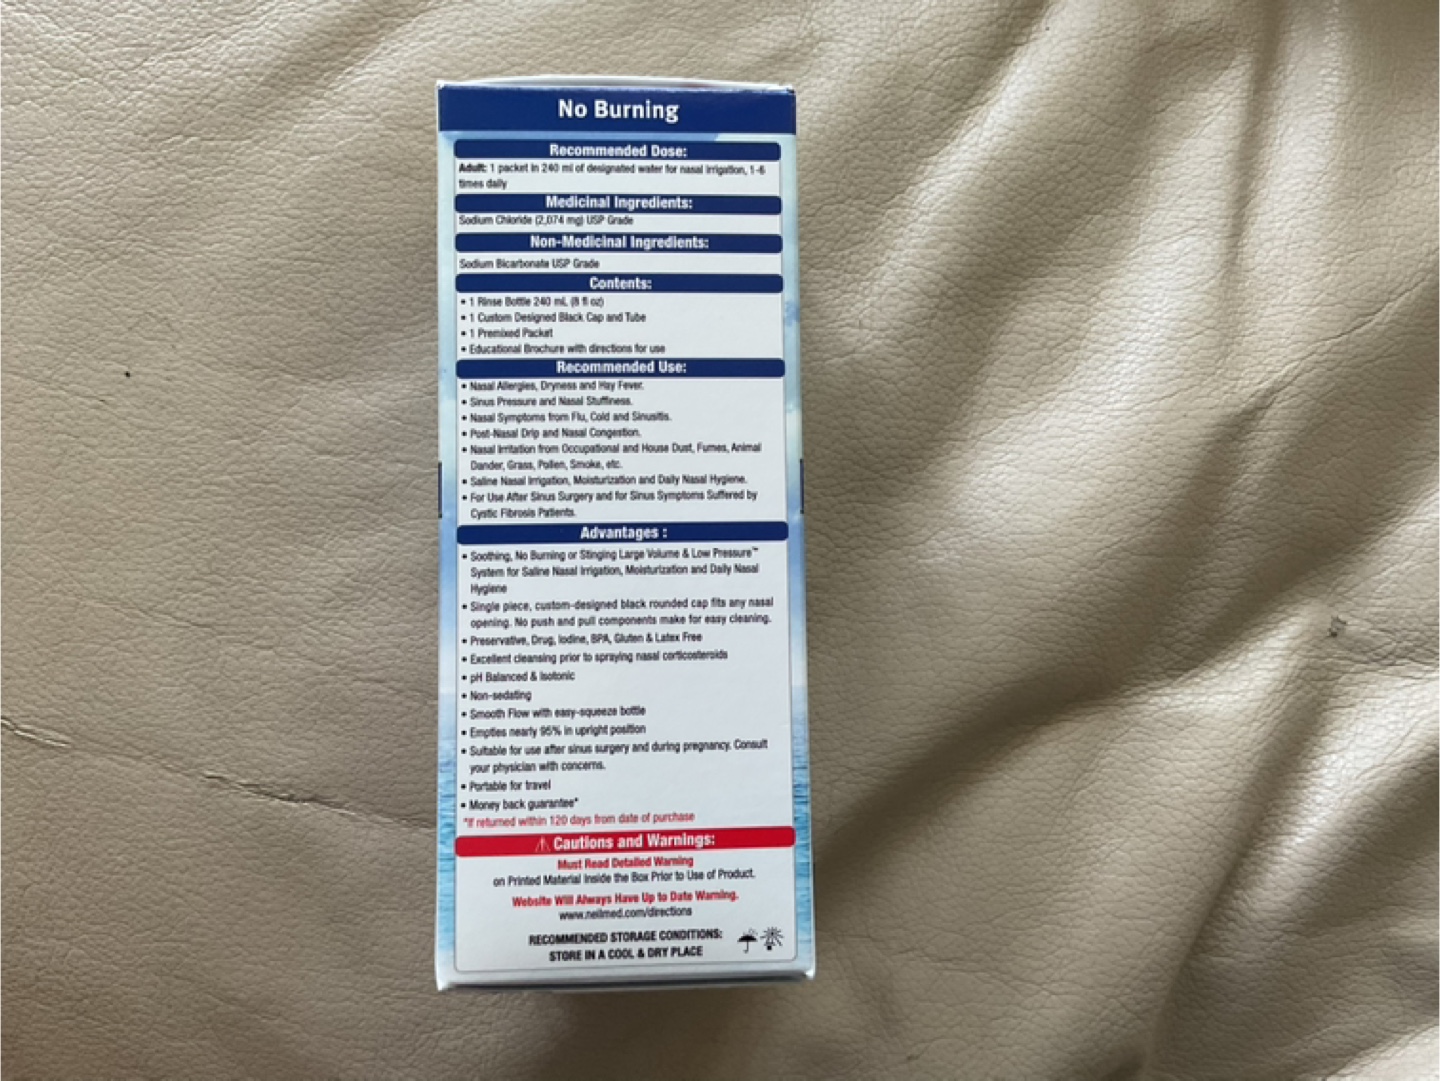 No Burning
Recommended Dose:
Adult: 1 packet in 240 ml of designated water for nasal irrigation, 1-6
times daily
Medicinal Ingredients:
Sodium Chloride (2,074 mg) USP Grade
Non-Medicinal Ingredients:
Sodium Bicarbonate USP Grade
Contents:
• 1 Rinse Bottle 240 mL (8 fl oz)
• 1 Custom Designed Black Cap and Tube
• 1 Premixed Packet
• Educational Brochure with directions for use
Recommended Use:
• Nasal Allergies, Dryness and Hay Fever.
• Sinus Pressure and Nasal Stuffiness.
• Nasal Symptoms from Flu, Cold and Sinusitis.
• Post-Nasal Drip and Nasal Congestion.
• Nasal Irritation from Occupational and House Dust, Fumes, Animal
Dander, Grass, Pollen, Smoke, etc.
• Saline Nasal Irrigation, Moisturization and Daily Nasal Hygiene.
• For Use After Sinus Surgery and for Sinus Symptoms Suffered by
Cystic Fibrosis Patients.
Advantages :
• Soothing, No Burning or Stinging Large Volume & Low Pressure™
System for Saline Nasal Irrigation, Moisturization and Daily Nasal
Hygiene
• Single piece, custom-designed black rounded cap fits any nasal
opening. No push and pull components make for easy cleaning.
• Preservative, Drug, Iodine, BPA, Gluten & Latex Free
• Excellent cleansing prior to spraying nasal corticosteroids
• pH Balanced & Isotonic
• Non-sedating
• Smooth Flow with easy-squeeze bottle
• Empties nearly 95% in upright position
• Suitable for use after sinus surgery and during pregnancy. Consult
your physician with concerns.
• Portable for travel
• Money back guarantee*
*If returned within 120 days from date of purchase
Cautions and Warnings:
Must Read Detailed Warning
on Printed Material Inside the Box Prior to Use of Product.
Website Will Always Have Up to Date Warning.
www.neilmed.com/directions
RECOMMENDED STORAGE CONDITIONS:
STORE IN A COOL & DRY PLACE